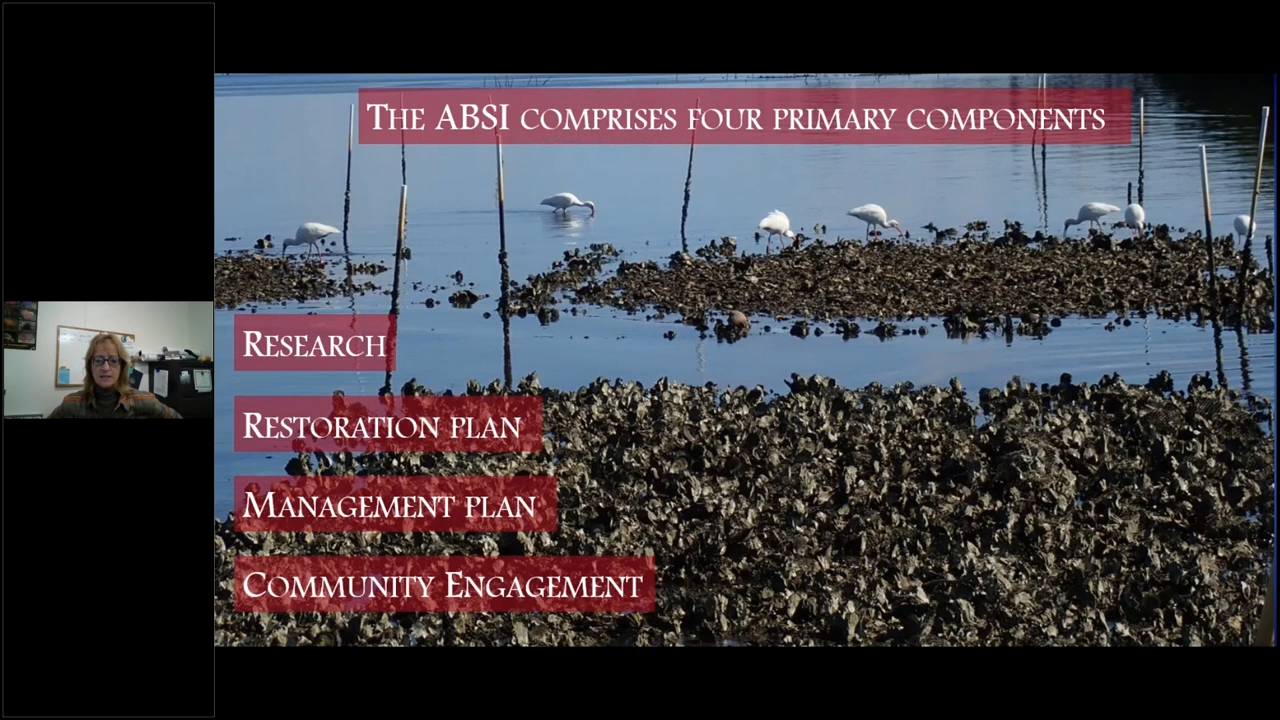 The ABSI comprises four primary components
Research
Restoration plan
Management plan
Community Engagement